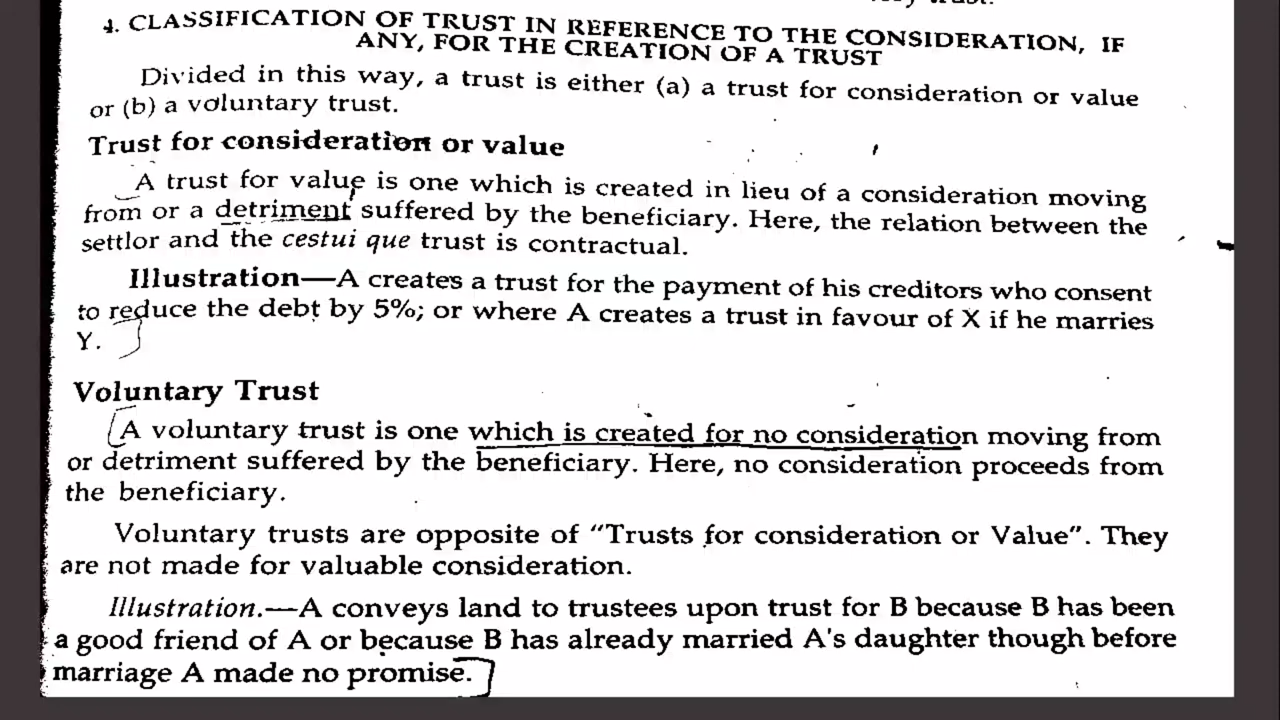 4. CLASSIFICATION OF TRUST IN REFERENCE TO THE CONSIDERATION, IF
ANY, FOR THE CREATION OF A TRUST
Divided in this way, a trust is either (a) a trust for consideration or value
or (b) a voluntary trust.
Trust for consideration or value
A trust for value is one which is created in lieu of a consideration moving
from or a detriment suffered by the beneficiary. Here, the relation between the
settlor and the cestui que trust is contractual.
Illustration—A creates a trust for the payment of his creditors who consent
to reduce the debt by 5%; or where A creates a trust in favour of X if he marries
Y.
Voluntary Trust
A voluntary trust is one which is created for no consideration moving from
or detriment suffered by the beneficiary. Here, no consideration proceeds from
the beneficiary.
Voluntary trusts are opposite of "Trusts for consideration or Value". They
are not made for valuable consideration.
Illustration.—A conveys land to trustees upon trust for B because B has been
a good friend of A or because B has already married A's daughter though before
marriage A made no promise.